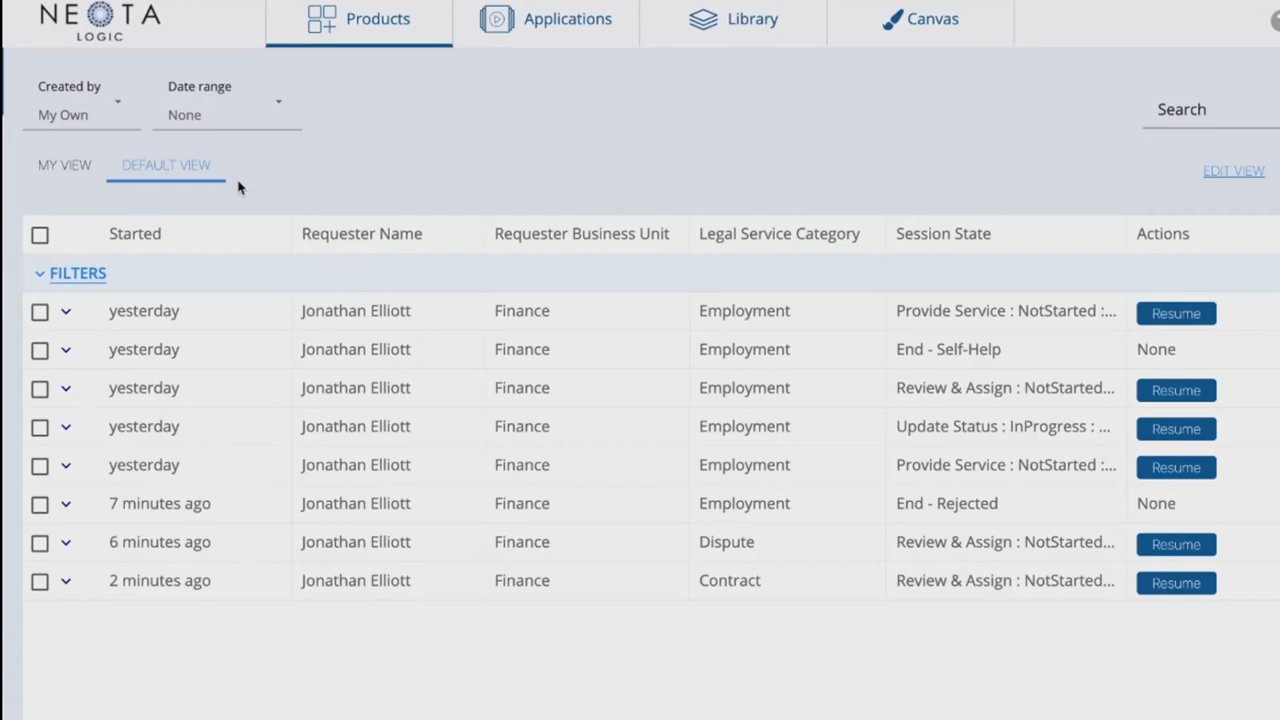 NEOTA
LOGIC
Products
Applications
Library
Canvas
Created by
Date range
My Own
None
Search
MY VIEW
DEFAULT VIEW
EDIT VIEW
Started Requester Name Requester Business Unit Legal Service Category Session State Actions
FILTERS
yesterday Jonathan Elliott Finance Employment Provide Service : NotStarted :... Resume
yesterday Jonathan Elliott Finance Employment End - Self-Help None
yesterday Jonathan Elliott Finance Employment Review & Assign : NotStarted... Resume
yesterday Jonathan Elliott Finance Employment Update Status : InProgress : ... Resume
yesterday Jonathan Elliott Finance Employment Provide Service : NotStarted :... Resume
7 minutes ago Jonathan Elliott Finance Employment End - Rejected None
6 minutes ago Jonathan Elliott Finance Dispute Review & Assign : NotStarted... Resume
2 minutes ago Jonathan Elliott Finance Contract Review & Assign : NotStarted... Resume